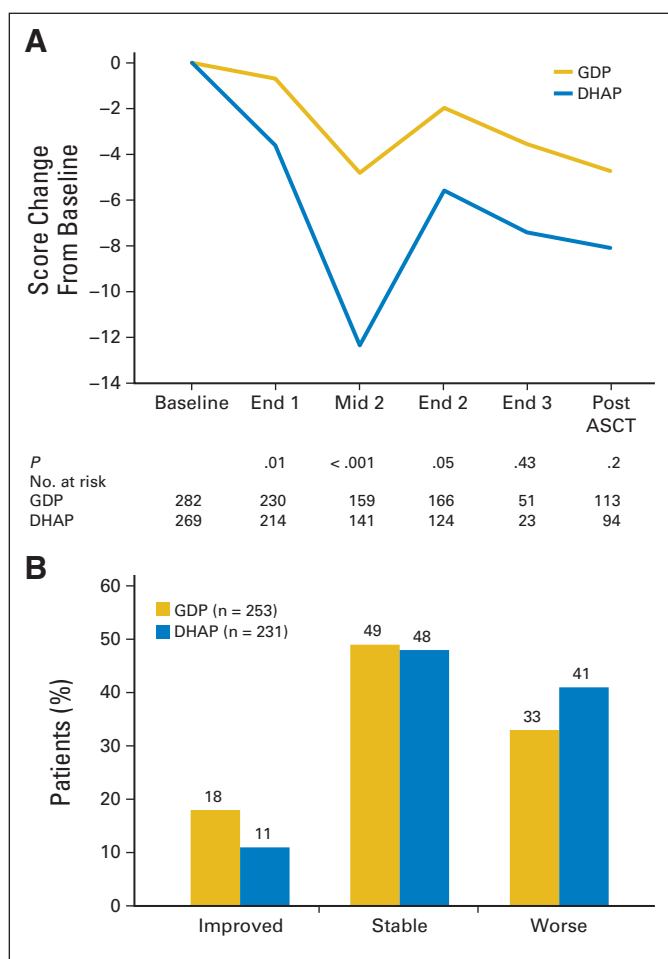 A
GDP
DHAP
Score Change
From Baseline
0
−2
−4
−6
−8
−10
−12
−14
Baseline End 1 Mid 2 End 2 End 3 Post
ASCT
P .01 < .001 .05 .43 .2
No. at risk
GDP 282 230 159 166 51 113
DHAP 269 214 141 124 23 94
B
GDP (n = 253)
DHAP (n = 231)
Patients (%)
60
50
40
30
20
10
0
18
11
49
48
33
41
Improved Stable Worse